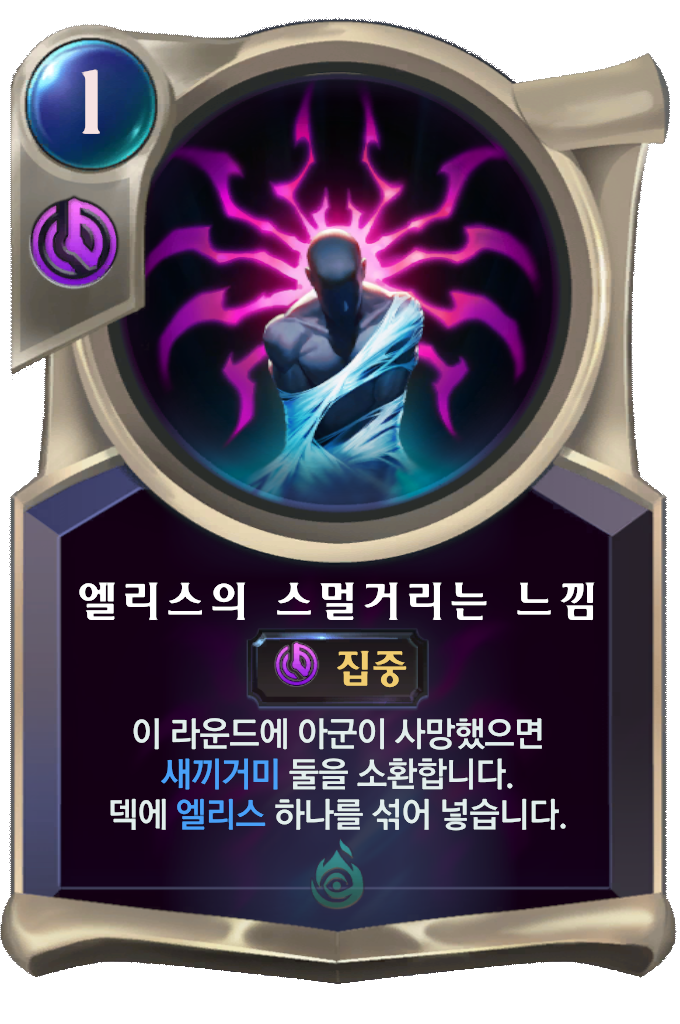 1
엘리스의 스멀거리는 느낌
집중
이 라운드에 아군이 사망했으면
새끼거미 둘을 소환합니다.
덱에 엘리스 하나를 섞어 넣습니다.